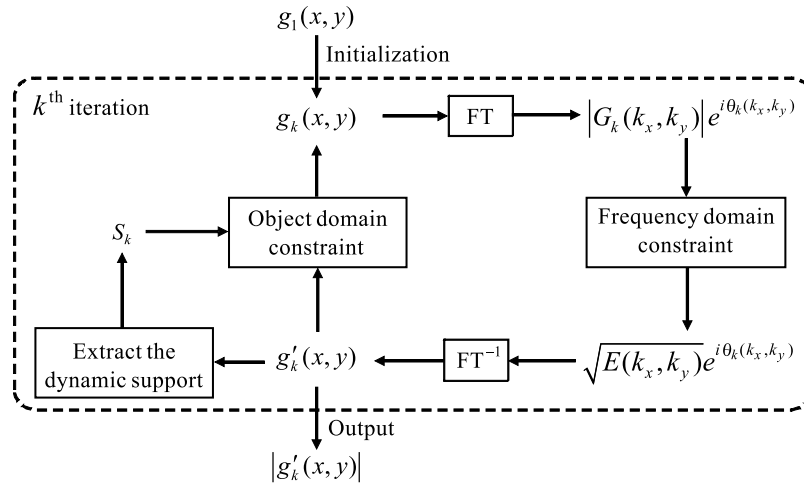 g₁(x, y)
Initialization
kᵗʰ iteration
gₖ(x, y)
FT
|Gₖ(kₓ, kᵧ)| e^{iθₖ(kₓ, kᵧ)}
Object domain
constraint
Frequency domain
constraint
Sₖ
Extract the
dynamic support
g′ₖ(x, y)
FT⁻¹
√E(kₓ, kᵧ) e^{iθₖ(kₓ, kᵧ)}
Output
|g′ₖ(x, y)|